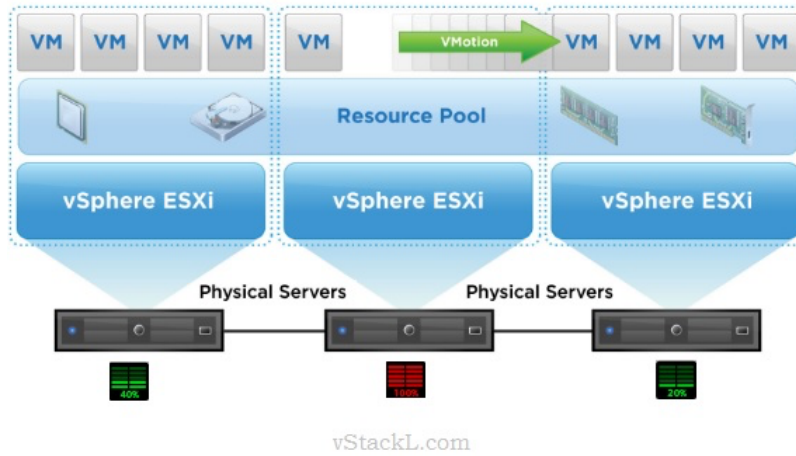 VM VM VM VM VM VMotion VM VM VM VM
Resource Pool
vSphere ESXi vSphere ESXi vSphere ESXi
Physical Servers Physical Servers
40% 100% 20%
vStackL.com